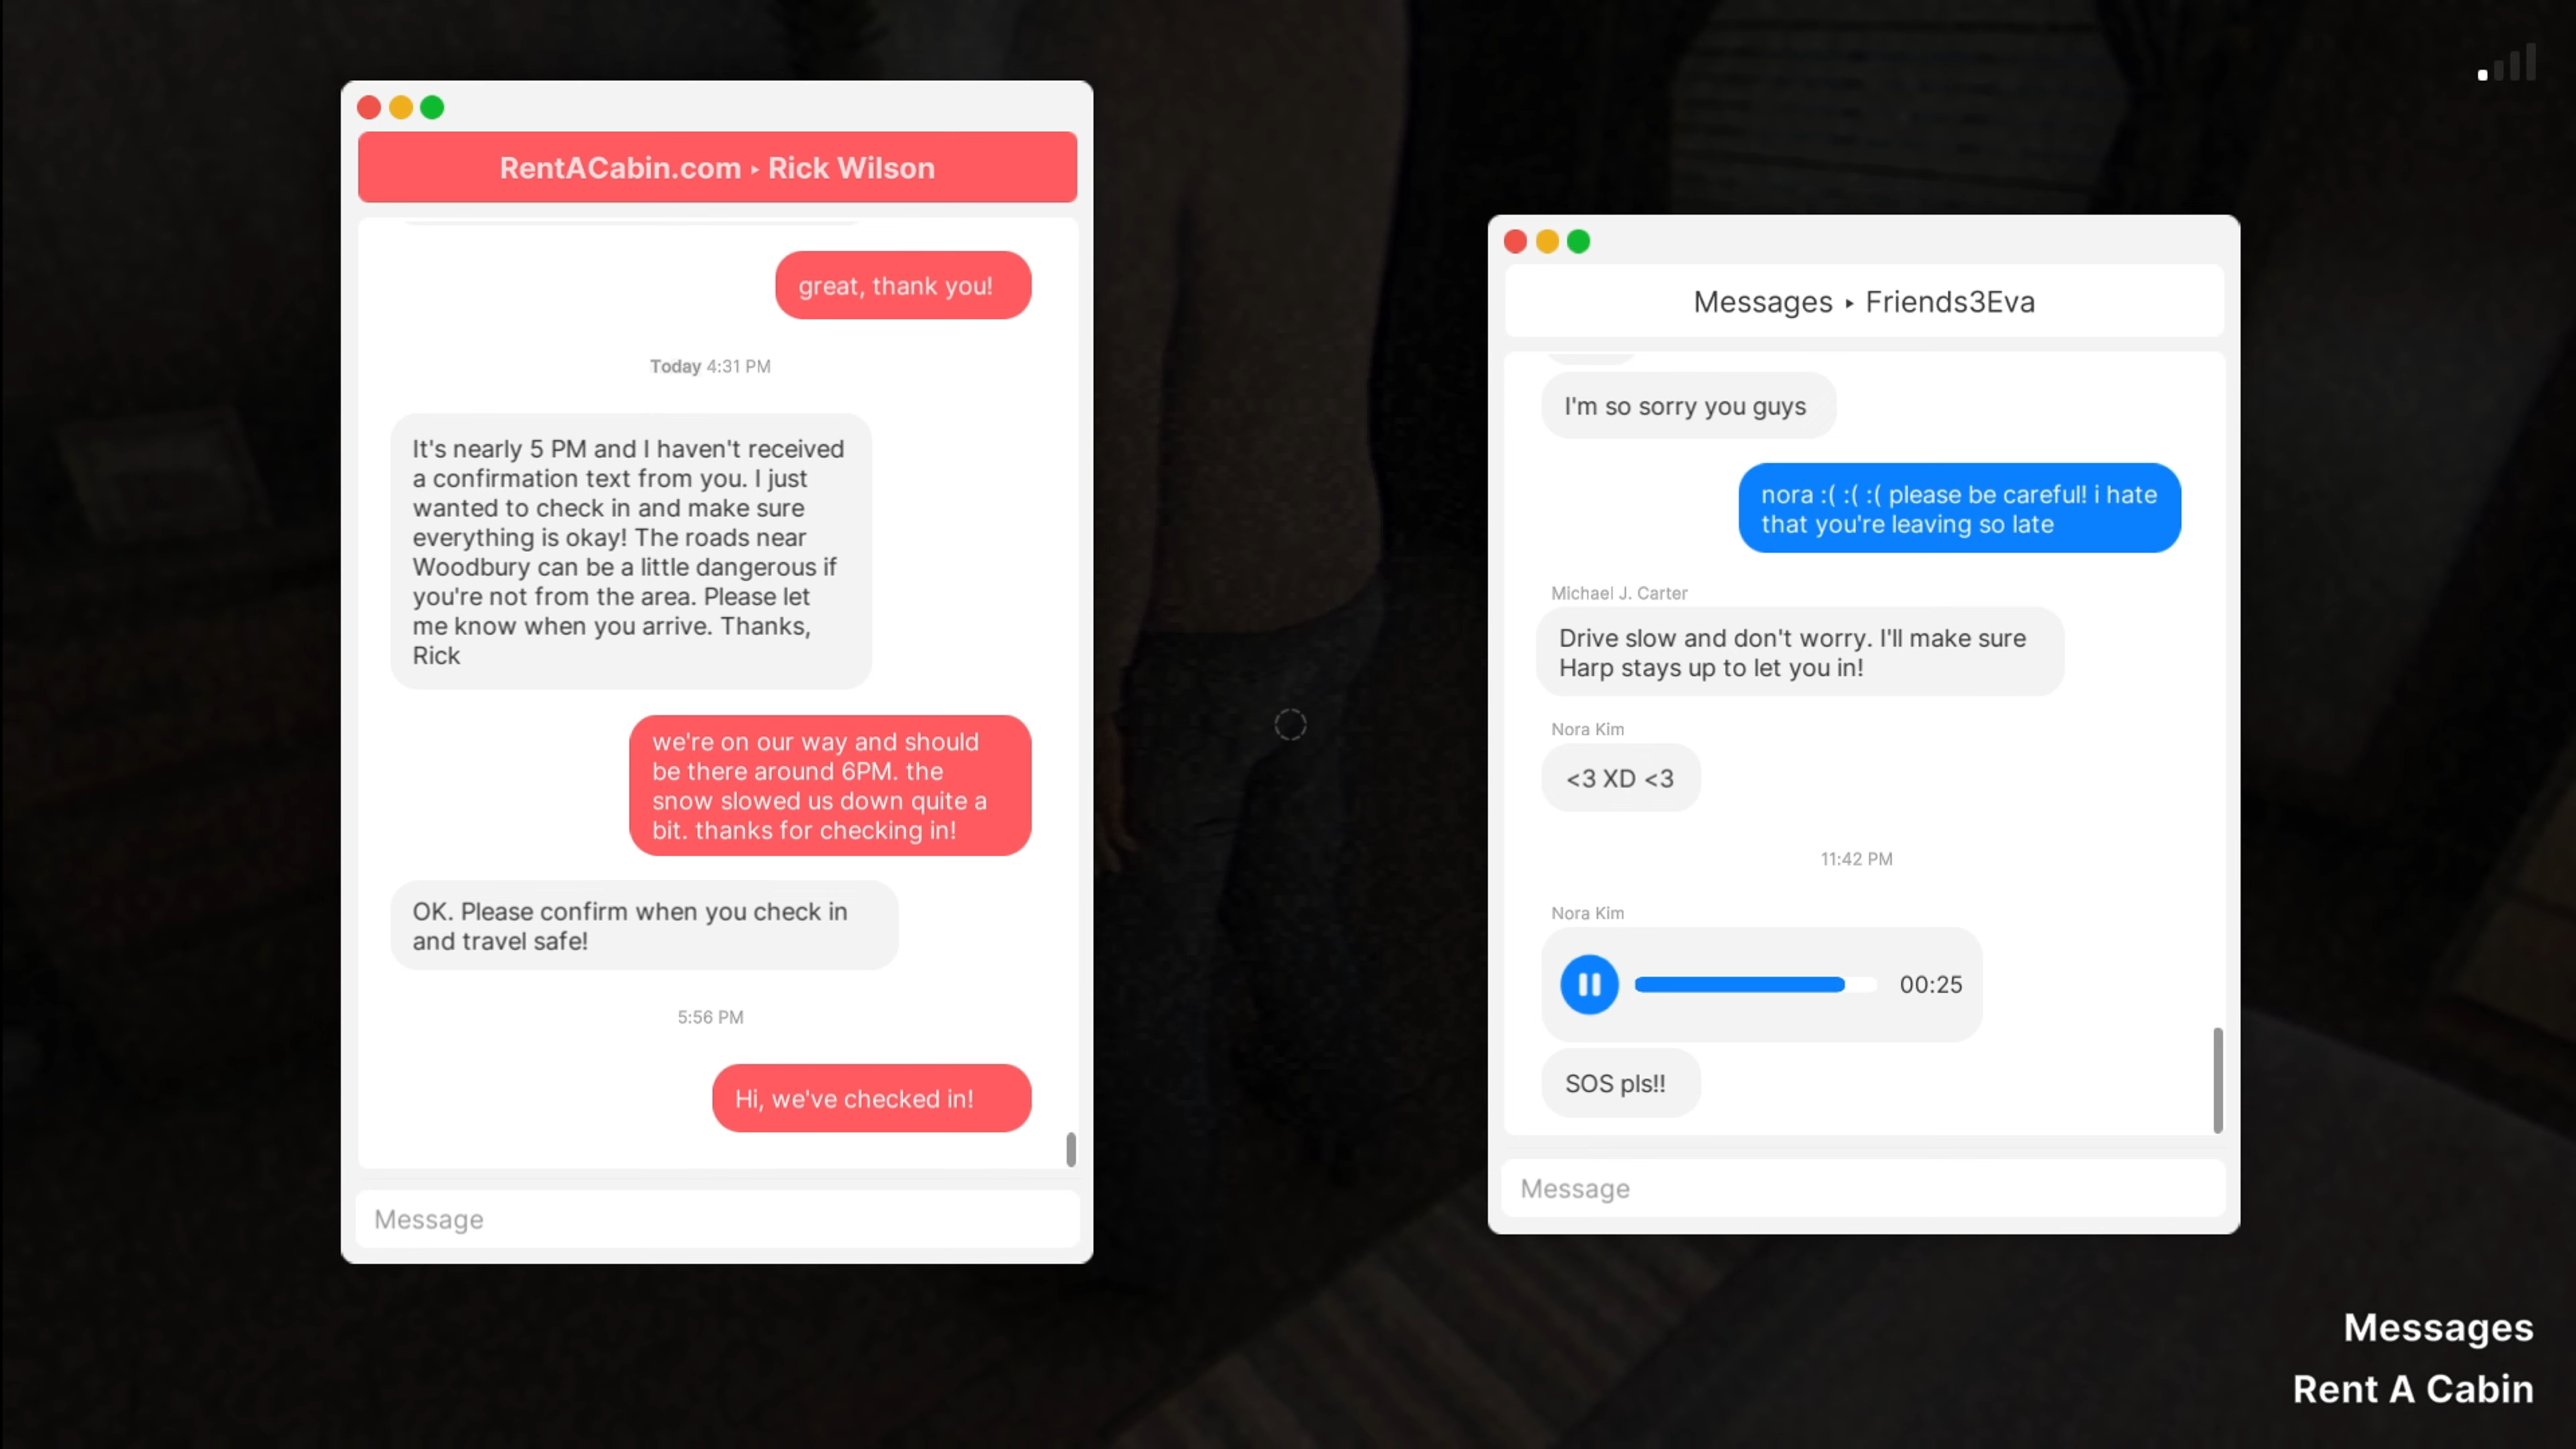 RentACabin.com ‣ Rick Wilson
great, thank you!
Today 4:31 PM
It's nearly 5 PM and I haven't received
a confirmation text from you. I just
wanted to check in and make sure
everything is okay! The roads near
Woodbury can be a little dangerous if
you're not from the area. Please let
me know when you arrive. Thanks,
Rick
we're on our way and should
be there around 6PM. the
snow slowed us down quite a
bit. thanks for checking in!
OK. Please confirm when you check in
and travel safe!
5:56 PM
Hi, we've checked in!
Message
Messages ‣ Friends3Eva
I'm so sorry you guys
nora :( :( :( please be careful! i hate
that you're leaving so late
Michael J. Carter
Drive slow and don't worry. I'll make sure
Harp stays up to let you in!
Nora Kim
<3 XD <3
11:42 PM
Nora Kim
00:25
SOS pls!!
Message
Messages
Rent A Cabin